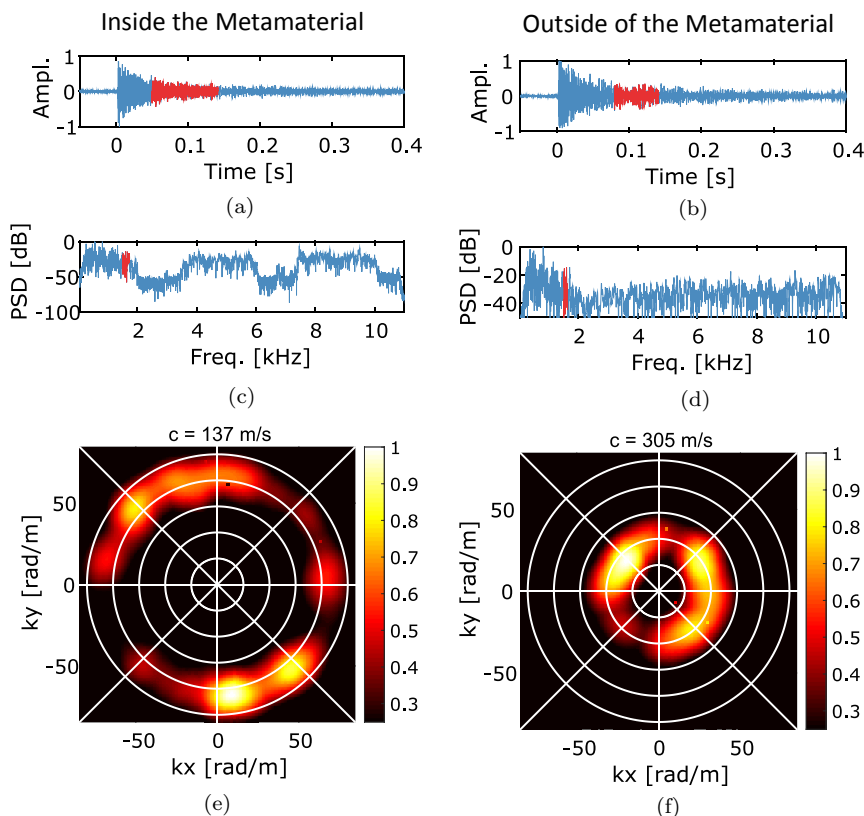 Inside the Metamaterial
Outside of the Metamaterial
Ampl.
1
0
-1
0
0.1
0.2
0.3
0.4
Time [s]
(a)
Ampl.
1
0
-1
0
0.1
0.2
0.3
0.4
Time [s]
(b)
PSD [dB]
0
-50
-100
2
4
6
8
10
Freq. [kHz]
(c)
PSD [dB]
0
-20
-40
2
4
6
8
10
Freq. [kHz]
(d)
c = 137 m/s
ky [rad/m]
50
0
-50
-50
0
50
kx [rad/m]
1
0.9
0.8
0.7
0.6
0.5
0.4
0.3
(e)
c = 305 m/s
ky [rad/m]
50
0
-50
-50
0
50
kx [rad/m]
1
0.9
0.8
0.7
0.6
0.5
0.4
0.3
(f)